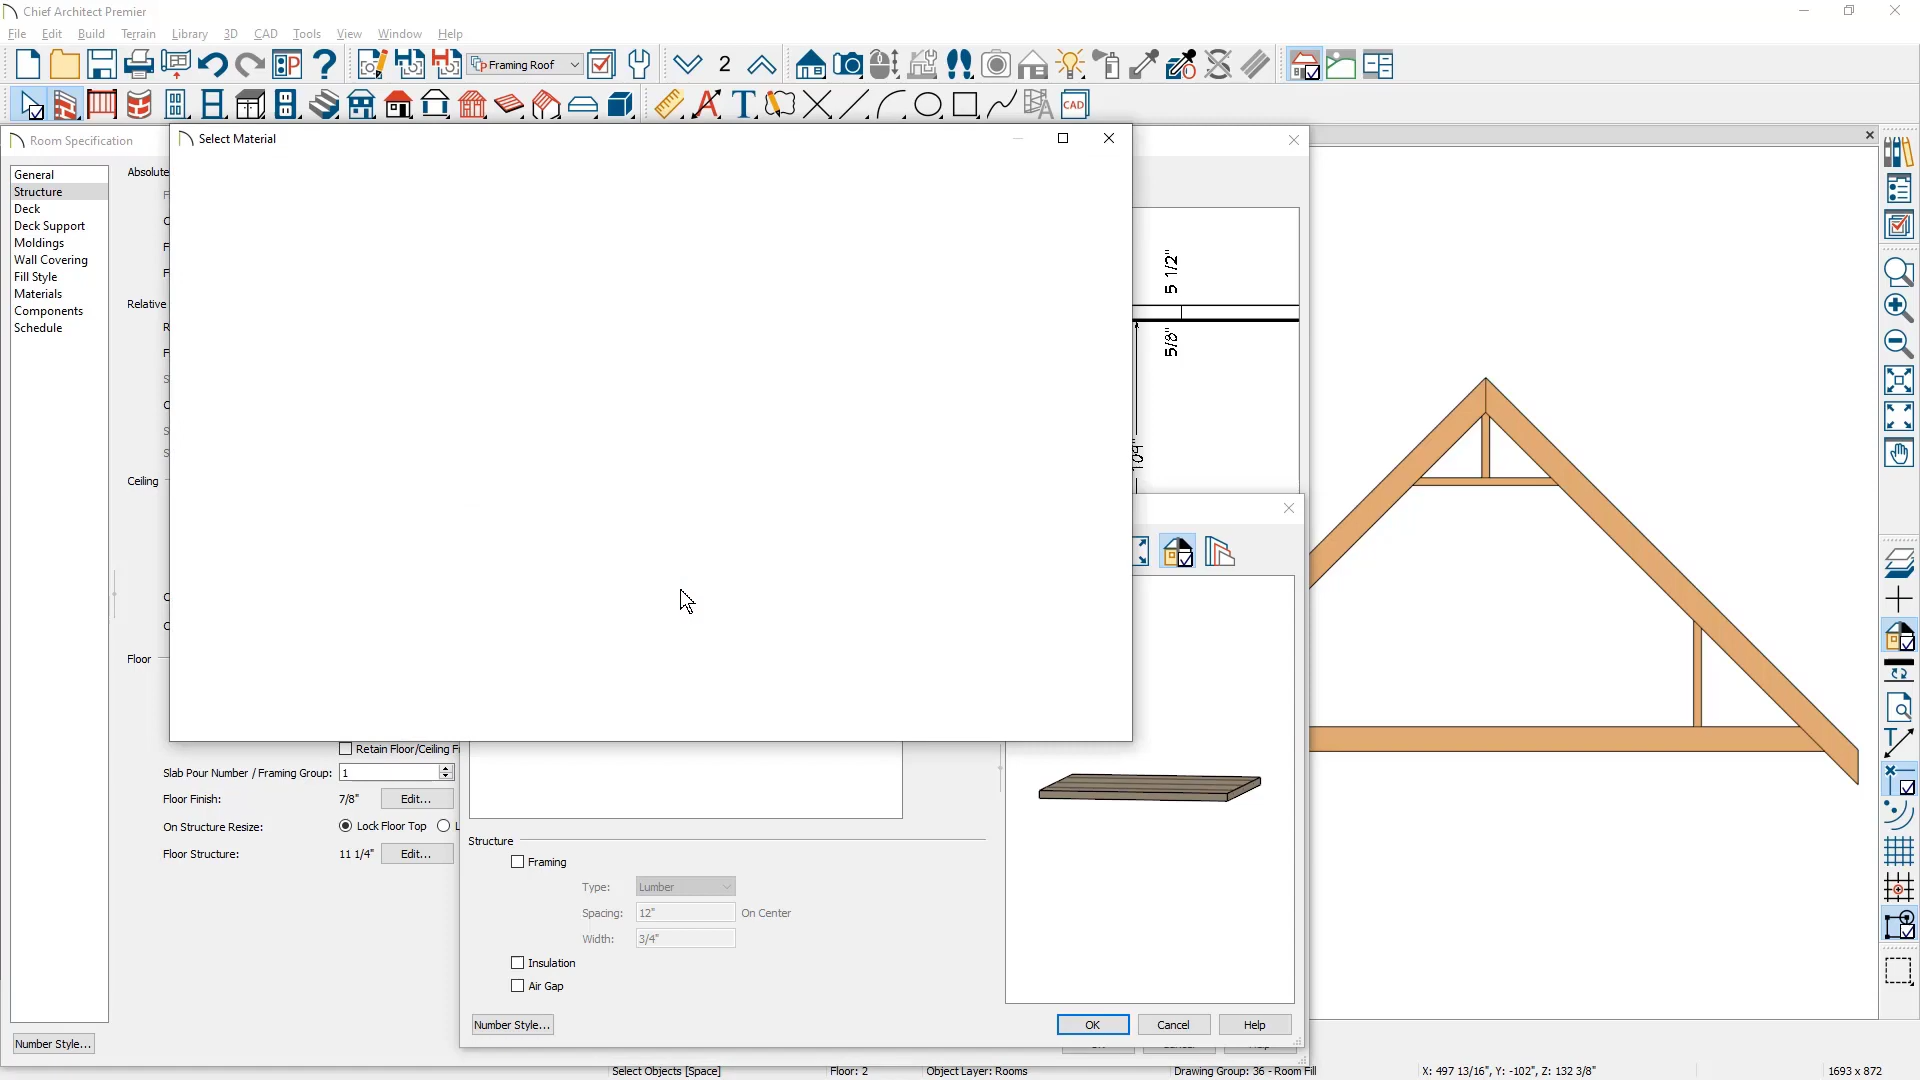 Chief Architect Premier
File Edit Build Terrain Library 3D CAD Tools View Window Help
Framing Roof
2
CAD
Room Specification
Select Material
General
Structure
Deck
Deck Support
Moldings
Wall Covering
Fill Style
Materials
Components
Schedule
Absolute
Relative
Ceiling
Floor
5 1/2"
5/8"
109"
Retain Floor/Ceiling Fr
Slab Pour Number / Framing Group: 1
Floor Finish: 7/8" Edit...
On Structure Resize: Lock Floor Top L
Floor Structure: 11 1/4" Edit...
Structure
Framing
Type: Lumber
Spacing: 12" On Center
Width: 3/4"
Insulation
Air Gap
Number Style... OK Cancel Help
Number Style...
Select Objects [Space] Floor: 2 Object Layer: Rooms Drawing Group: 36 - Room Fill X: 497 13/16", Y: -102", Z: 132 3/8" 1693 x 872